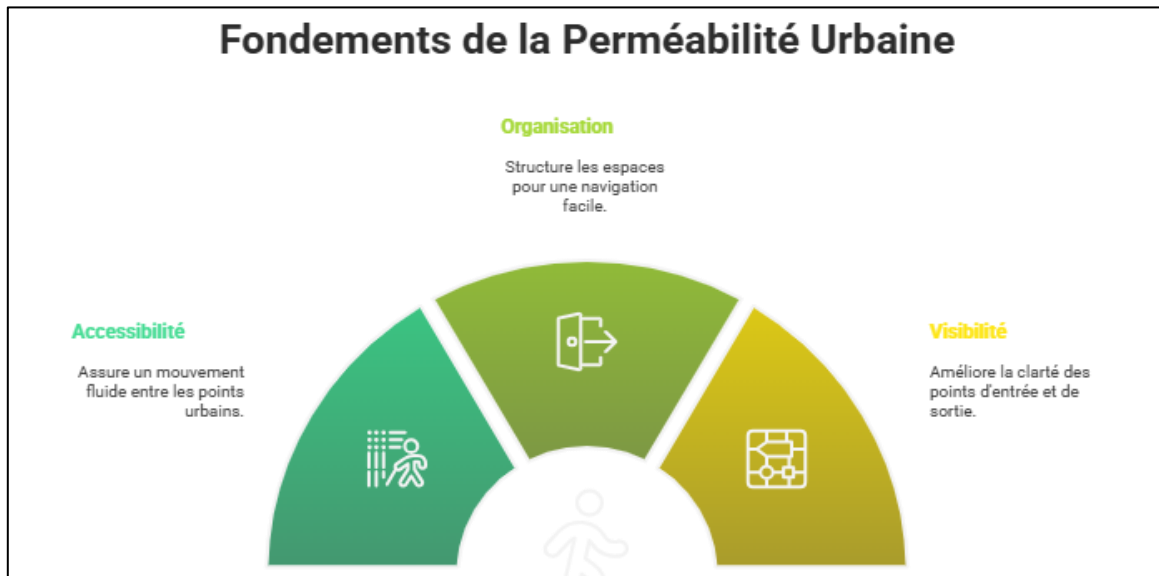 Fondements de la Perméabilité Urbaine
Organisation
Structure les espaces
pour une navigation
facile.
Accessibilité
Assure un mouvement
fluide entre les points
urbains.
Visibilité
Améliore la clarté des
points d'entrée et de
sortie.